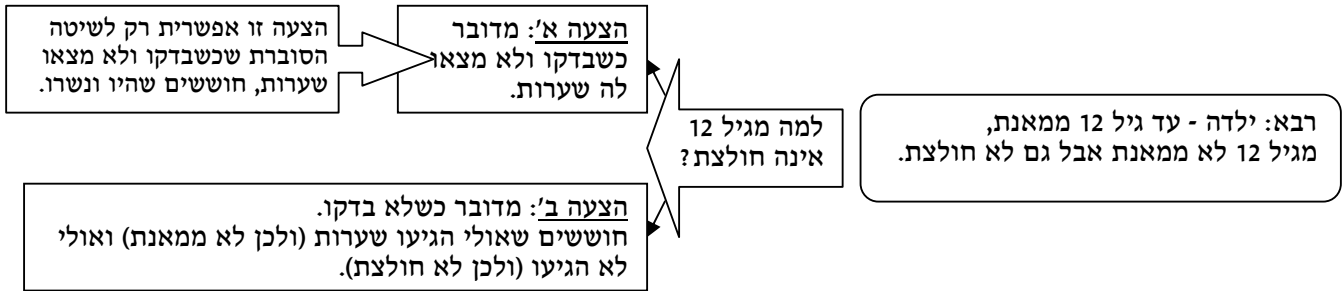 רבא: ילדה - עד גיל 12 ממאנת,
מגיל 12 לא ממאנת אבל גם לא חולצת.
למה מגיל 12
אינה חולצת?
הצעה א': מדובר
כשבדקו ולא מצאו
לה שערות.
הצעה זו אפשרית רק לשיטה
הסוברת שכשבדקו ולא מצאו
שערות, חוששים שהיו ונשרו.
הצעה ב': מדובר כשלא בדקו.
חוששים שאולי הגיעו שערות (ולכן לא ממאנת) ואולי
לא הגיעו (ולכן לא חולצת).